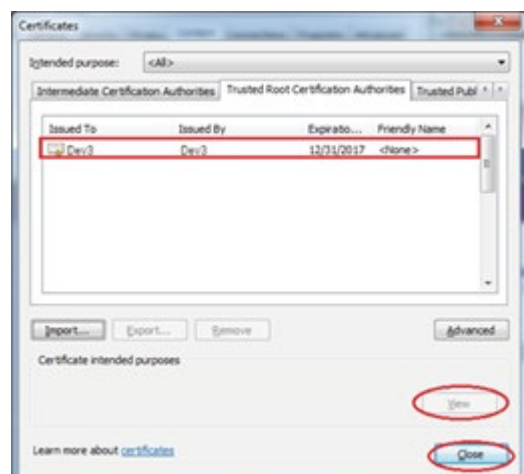 Certificates
Intended purpose: <All>
Intermediate Certification Authorities Trusted Root Certification Authorities Trusted Publ
Issued To Issued By Expiratio... Friendly Name
Dev3 Dev3 12/31/2017 <None>
Import... Export... Remove Advanced
Certificate intended purposes
View
Learn more about certificates
Close